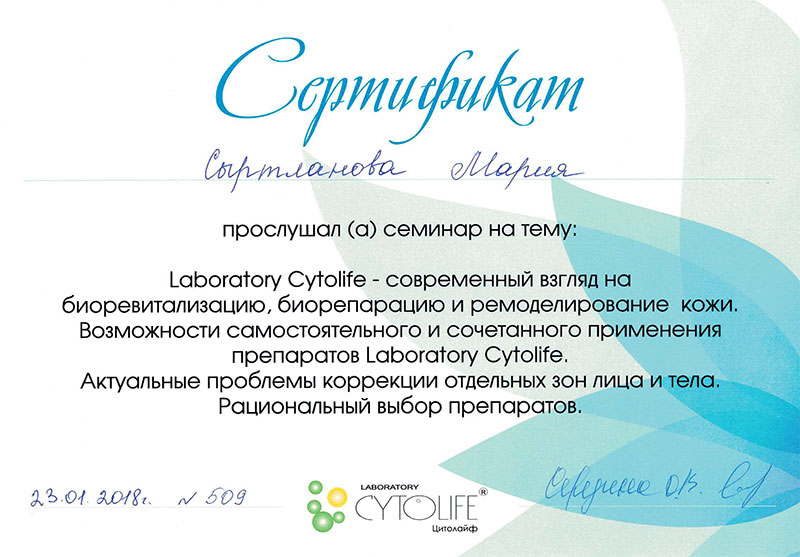 Сертификат
Сыртланова Мария
прослушал (а) семинар на тему:
Laboratory Cytolife - современный взгляд на
биоревитализацию, биорепарацию и ремоделирование кожи.
Возможности самостоятельного и сочетанного применения
препаратов Laboratory Cytolife.
Актуальные проблемы коррекции отдельных зон лица и тела.
Рациональный выбор препаратов.
23.01.2018г. N 509
LABORATORY
CYTOLIFE®
Цитолайф
Середина О.В.